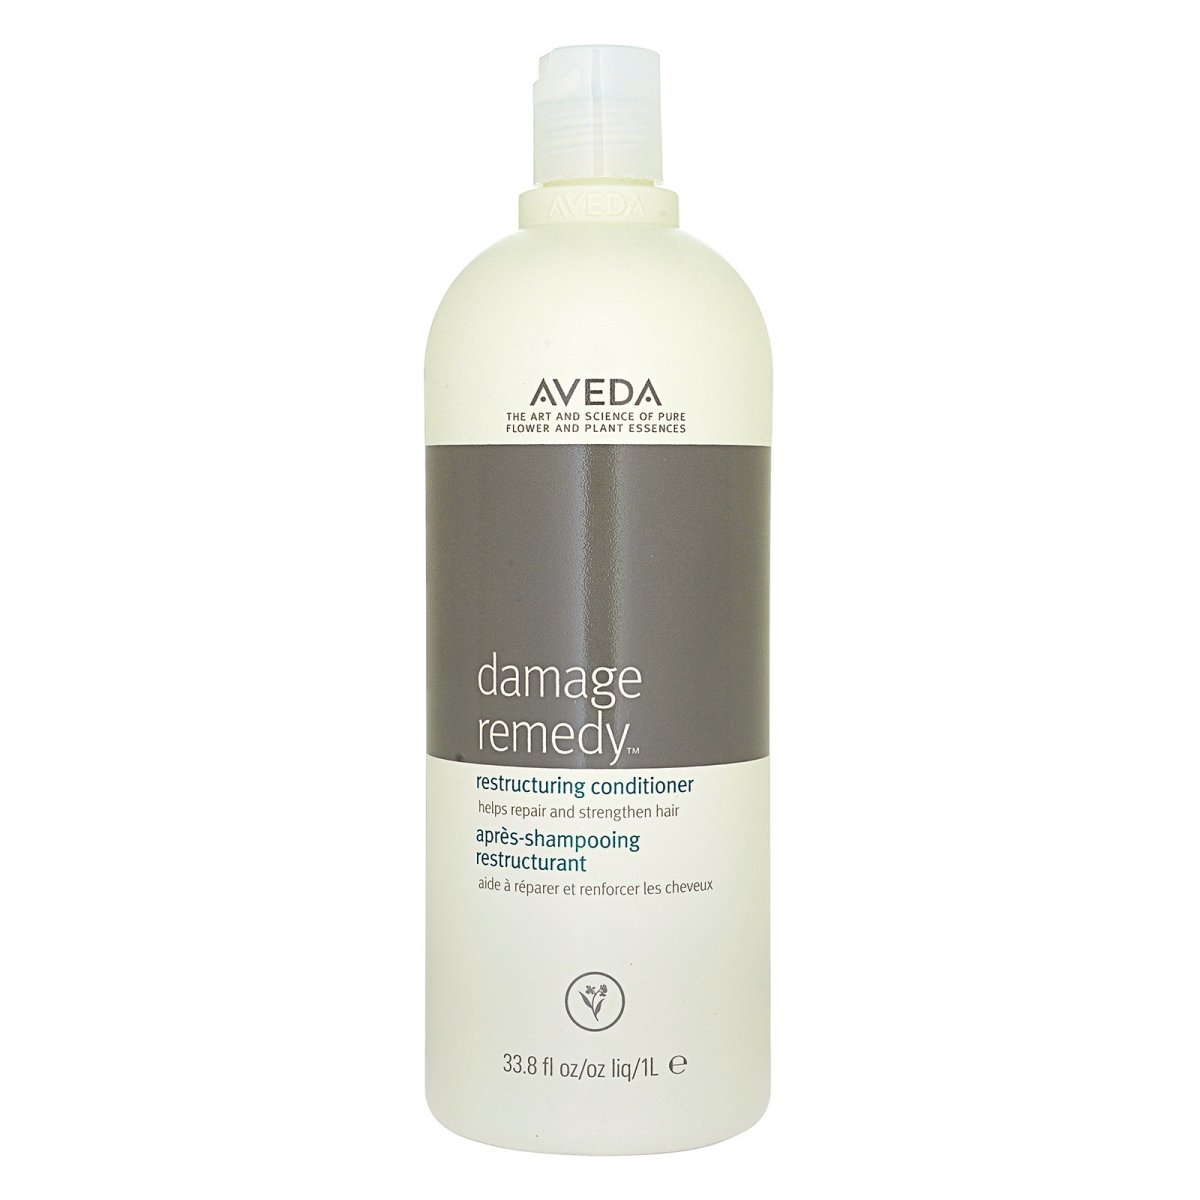 AVEDA
AVEDA
THE ART AND SCIENCE OF PURE
FLOWER AND PLANT ESSENCES
damage
remedy™
restructuring conditioner
helps repair and strengthen hair
après-shampooing
restructurant
aide à réparer et renforcer les cheveux
33.8 fl oz/oz liq/1L ℮